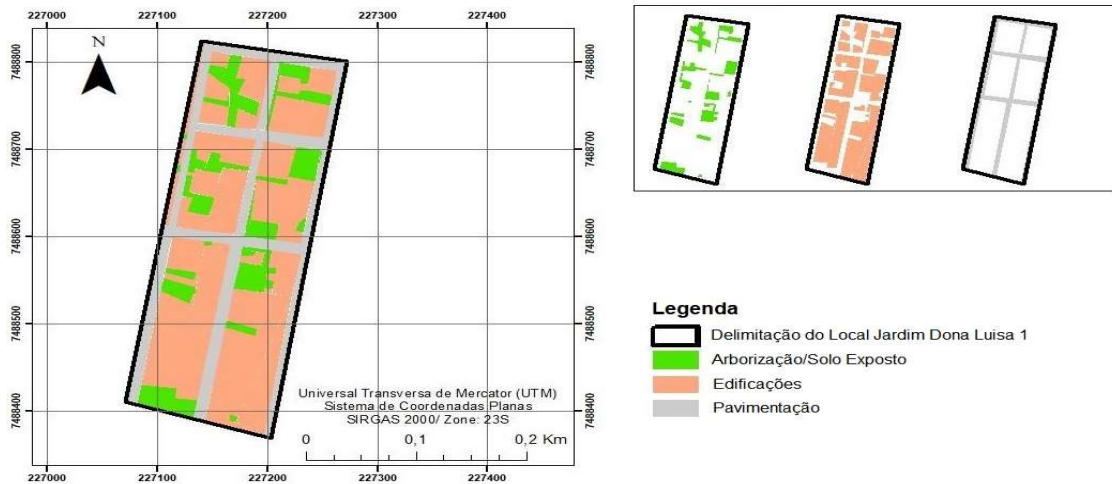 227000 227100 227200 227300 227400
N
7488800 7488800
7488700 7488700
7488600 7488600
7488500 7488500
7488400 7488400
Universal Transversa de Mercator (UTM)
Sistema de Coordenadas Planas
SIRGAS 2000/ Zone: 23S
0 0,1 0,2 Km
227000 227100 227200 227300 227400
Legenda
Delimitação do Local Jardim Dona Luisa 1
Arborização/Solo Exposto
Edificações
Pavimentação